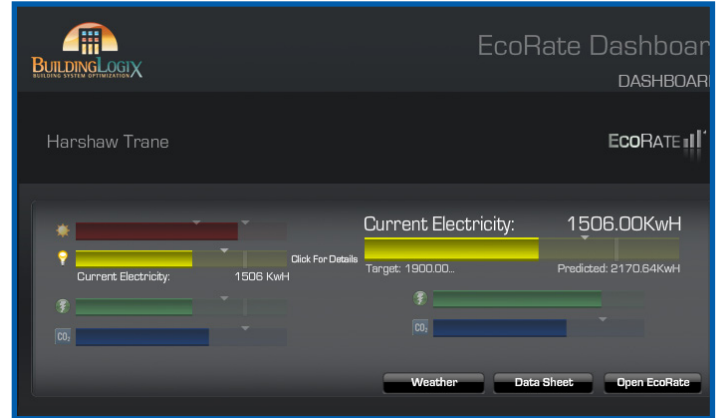 BUILDINGLOGIX
BUILDING SYSTEM OPTIMIZATION
EcoRate Dashboar
DASHBOAR
Harshaw Trane
ECORATE
Current Electricity: 1506 KwH
CO₂
Click For Details
Current Electricity: 1506.00KwH
Target: 1900.00... Predicted: 2170.64KwH
CO₂
Weather Data Sheet Open EcoRate